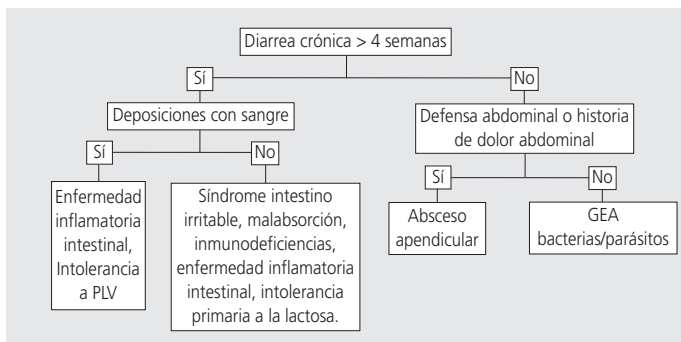 Diarrea crónica > 4 semanas
Sí
No
Deposiciones con sangre
Defensa abdominal o historia
de dolor abdominal
Sí
No
Sí
No
Enfermedad
inflamatoria
intestinal,
Intolerancia
a PLV
Síndrome intestino
irritable, malabsorción,
inmunodeficiencias,
enfermedad inflamatoria
intestinal, intolerancia
primaria a la lactosa.
Absceso
apendicular
GEA
bacterias/parásitos